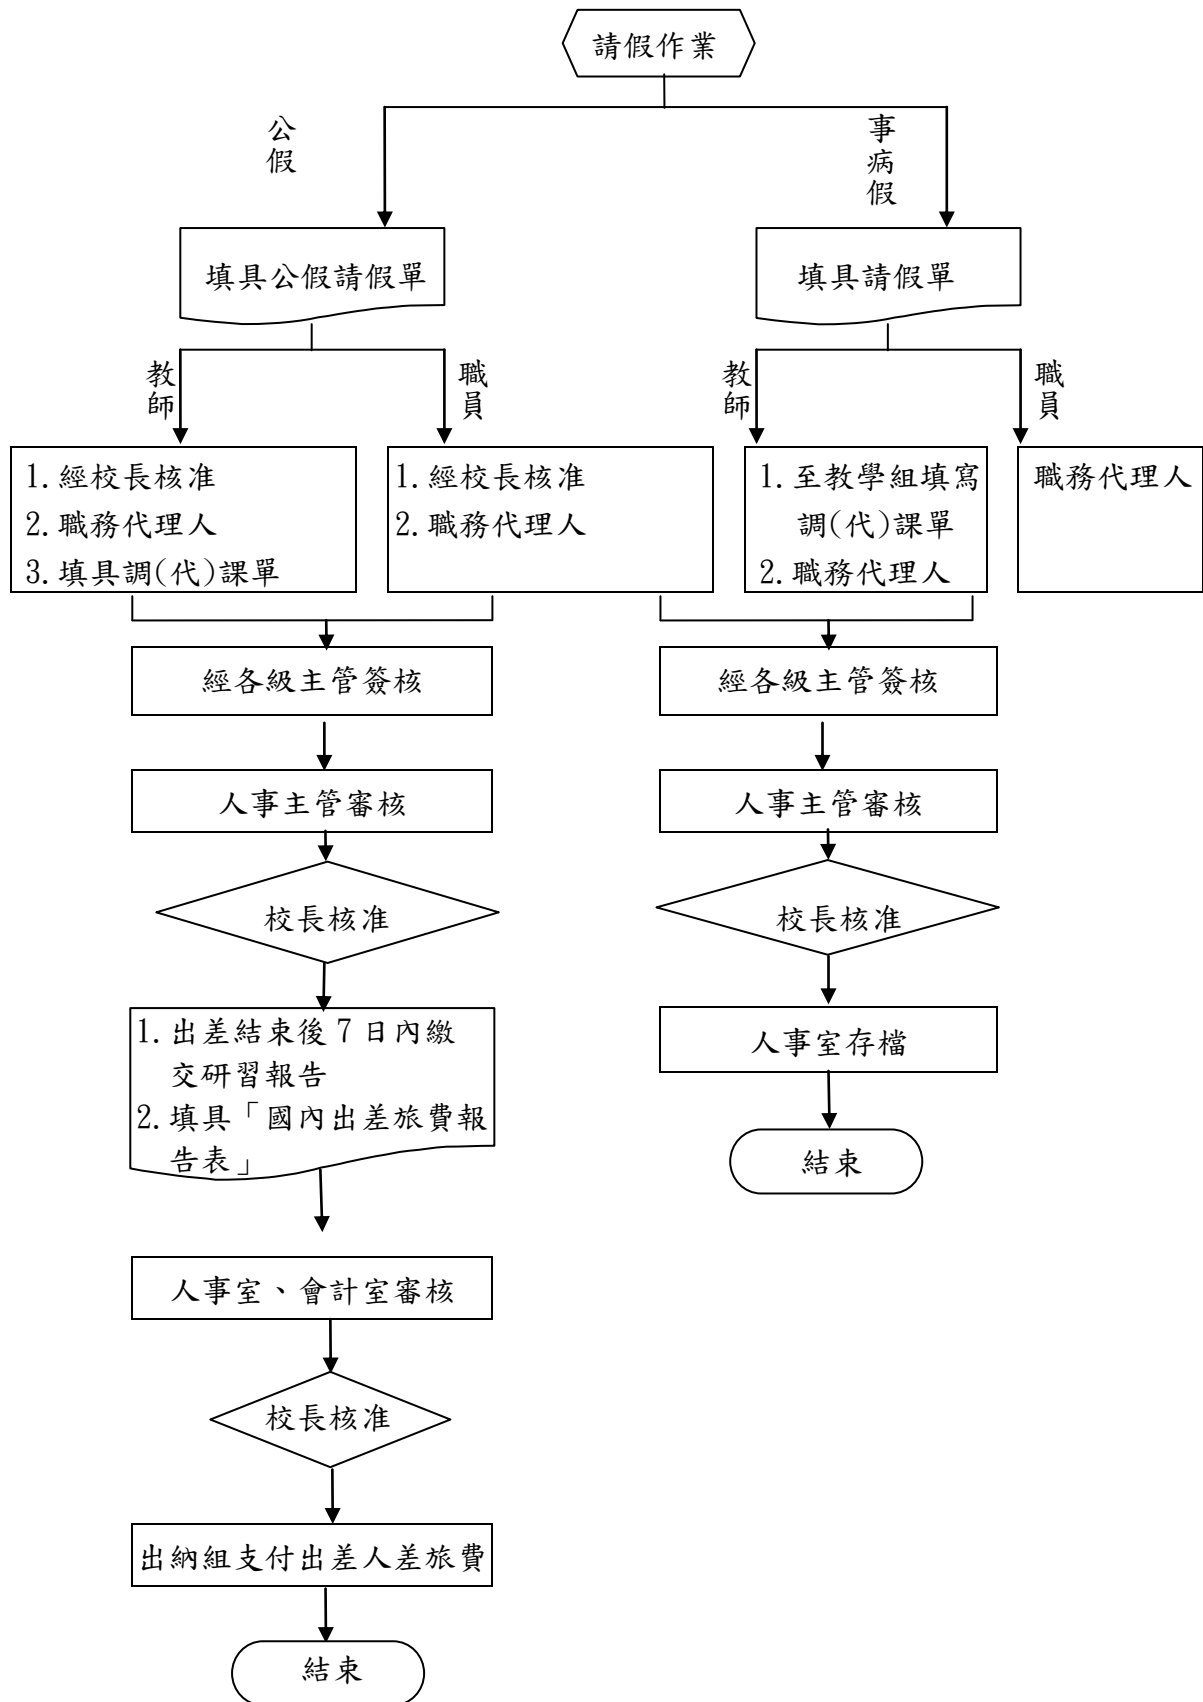 請假作業
公假
事病假
填具公假請假單
填具請假單
教師
職員
教師
職員
1.經校長核准
2.職務代理人
3.填具調(代)課單
1.經校長核准
2.職務代理人
1.至教學組填寫
調(代)課單
2.職務代理人
職務代理人
經各級主管簽核
經各級主管簽核
人事主管審核
人事主管審核
校長核准
校長核准
1.出差結束後7日內繳
交研習報告
2.填具「國內出差旅費報
告表」
人事室存檔
結束
人事室、會計室審核
校長核准
出納組支付出差人差旅費
結束